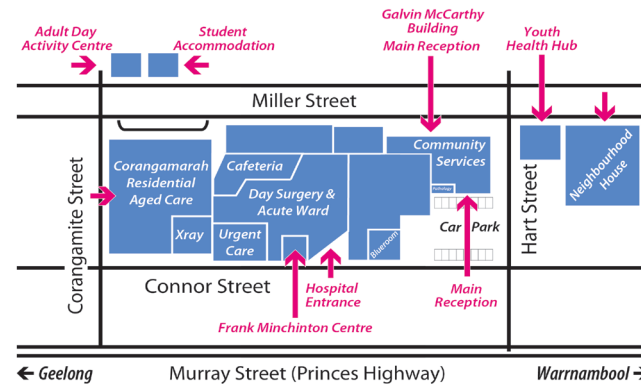 Adult Day
Activity Centre
Student
Accommodation
Galvin McCarthy
Building
Main Reception
Youth
Health Hub
Miller Street
Corangamite Street
Corangamarah
Residential
Aged Care
Cafeteria
Community
Services
Day Surgery &
Acute Ward
Pathology
Neighbourhood
House
Hart Street
Xray
Urgent
Care
Blueroom
Car Park
Connor Street
Hospital
Entrance
Main
Reception
Frank Minchinton Centre
Geelong
Murray Street (Princes Highway)
Warrnambool